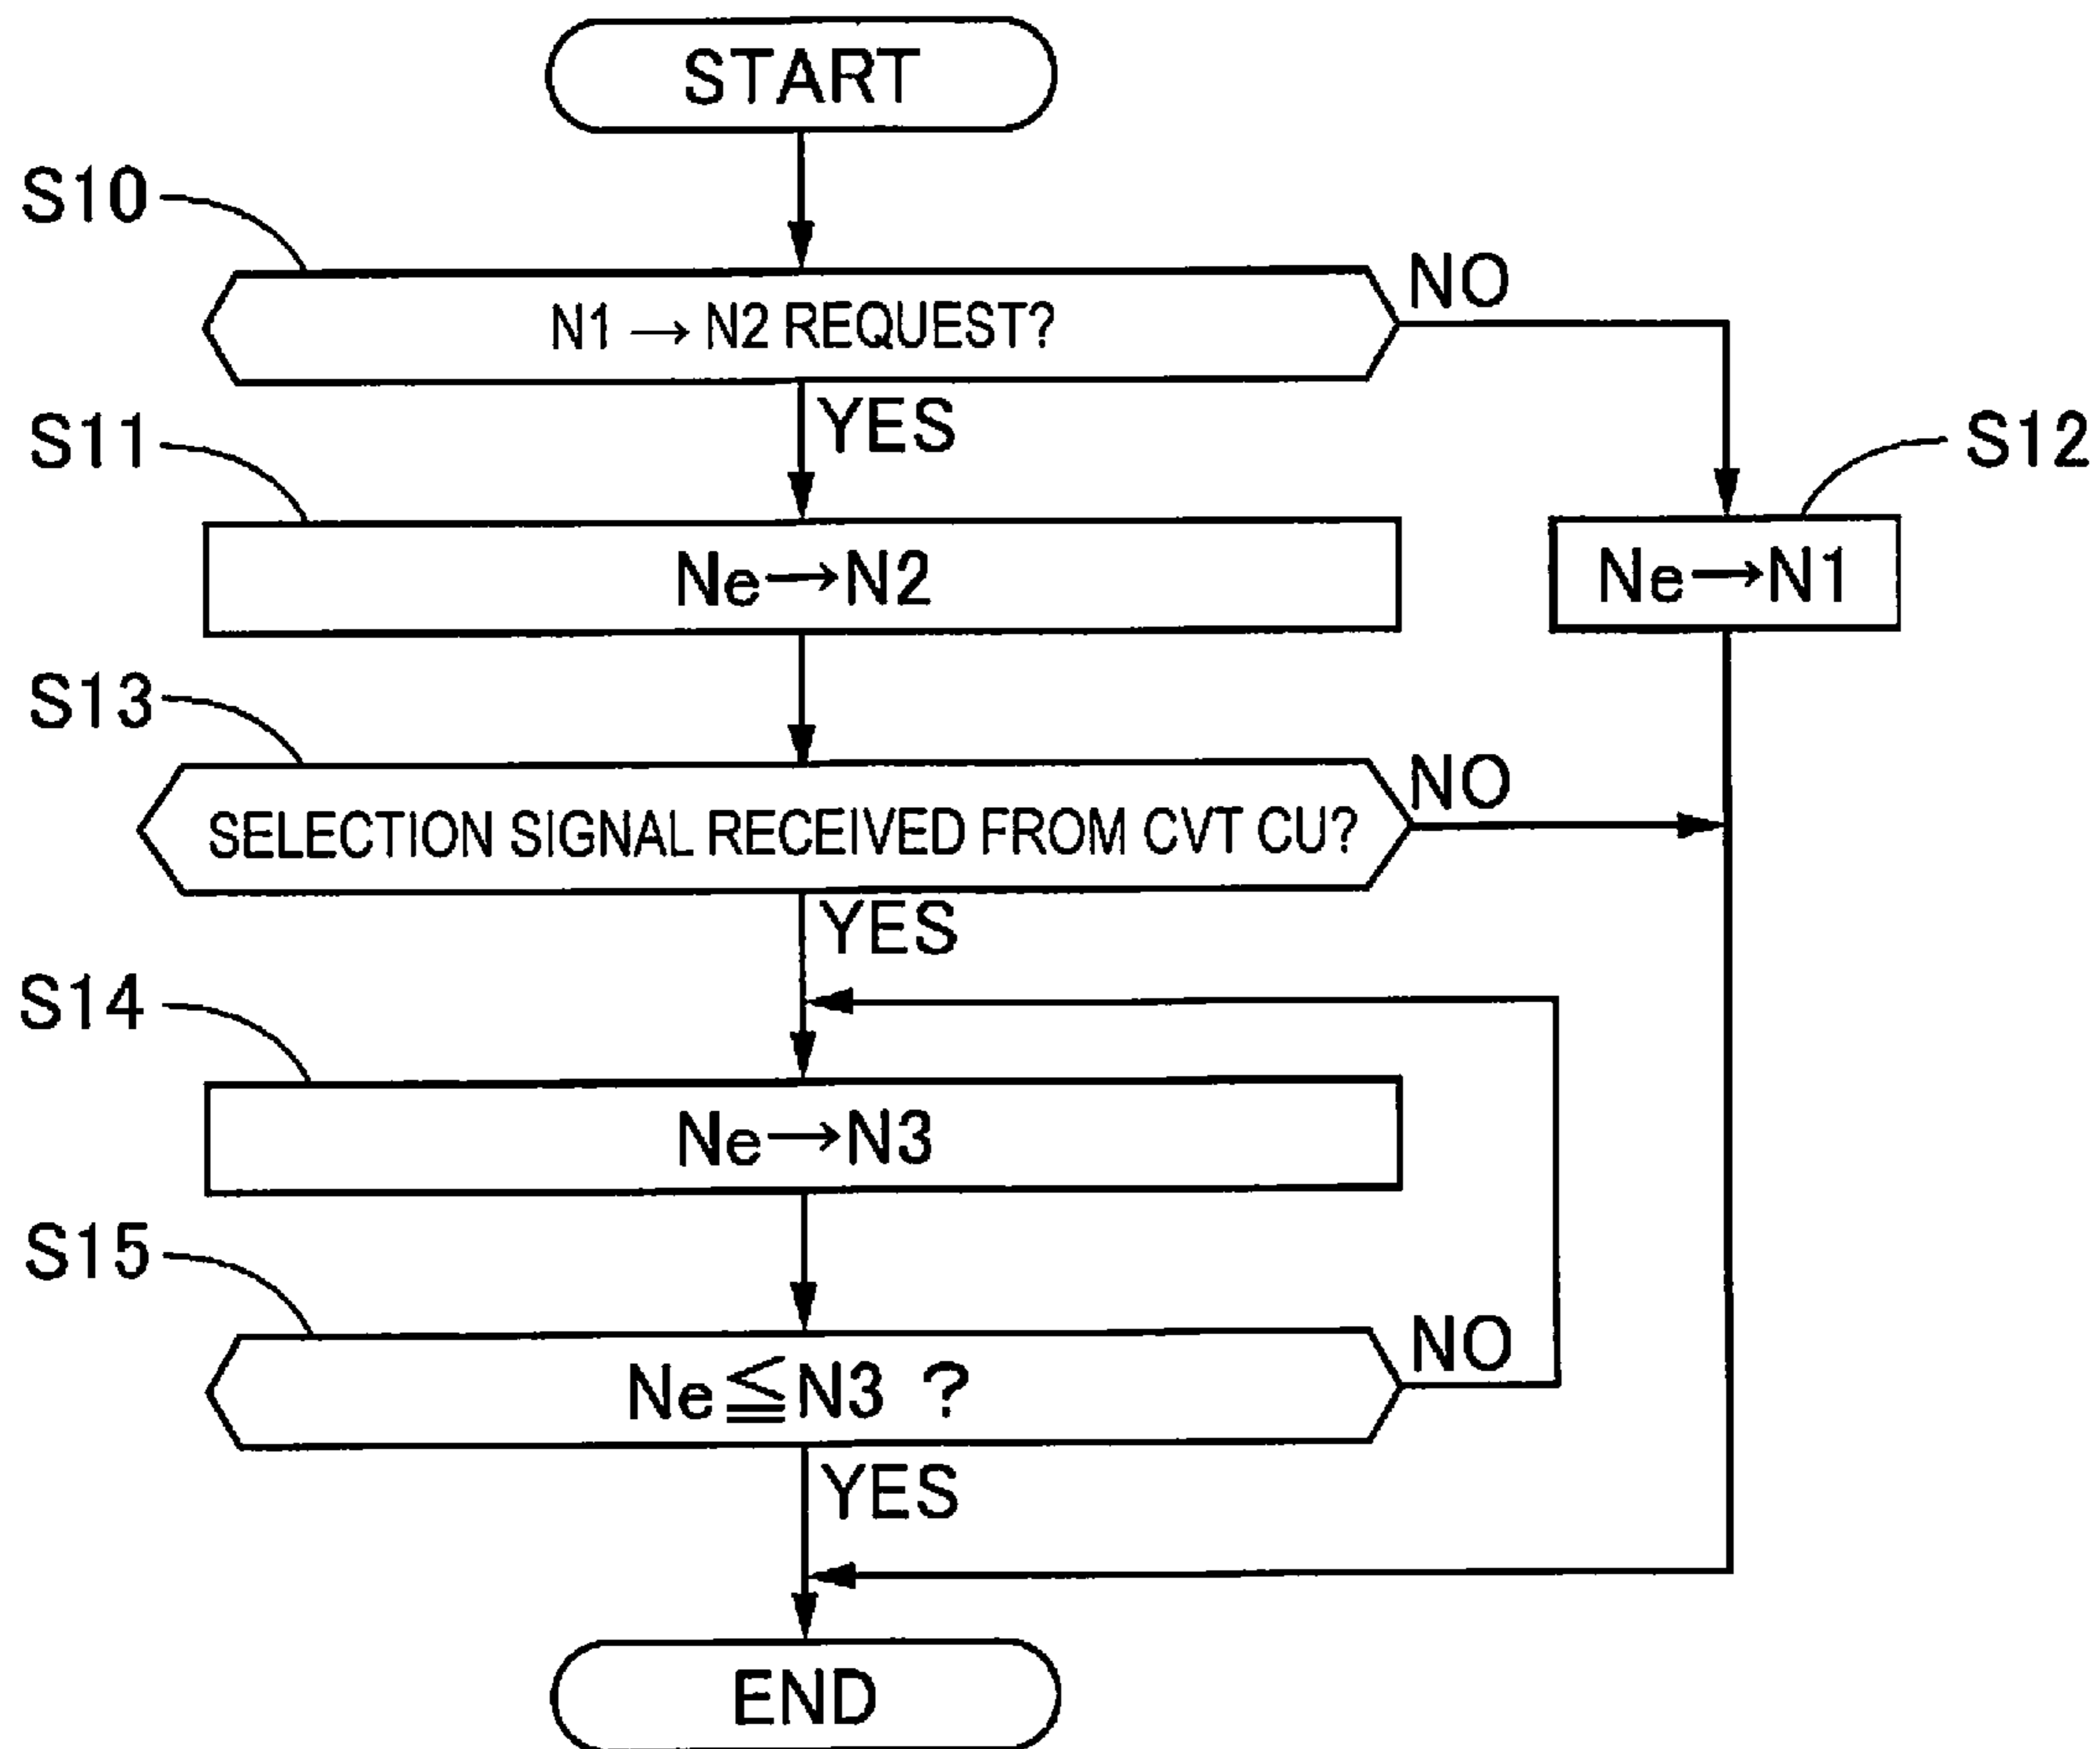 START
S10
N1 → N2 REQUEST?
NO
YES
S11
Ne→N2
S12
Ne→N1
S13
SELECTION SIGNAL RECEIVED FROM CVT CU?
NO
YES
S14
Ne→N3
S15
Ne≦N3 ?
NO
YES
END